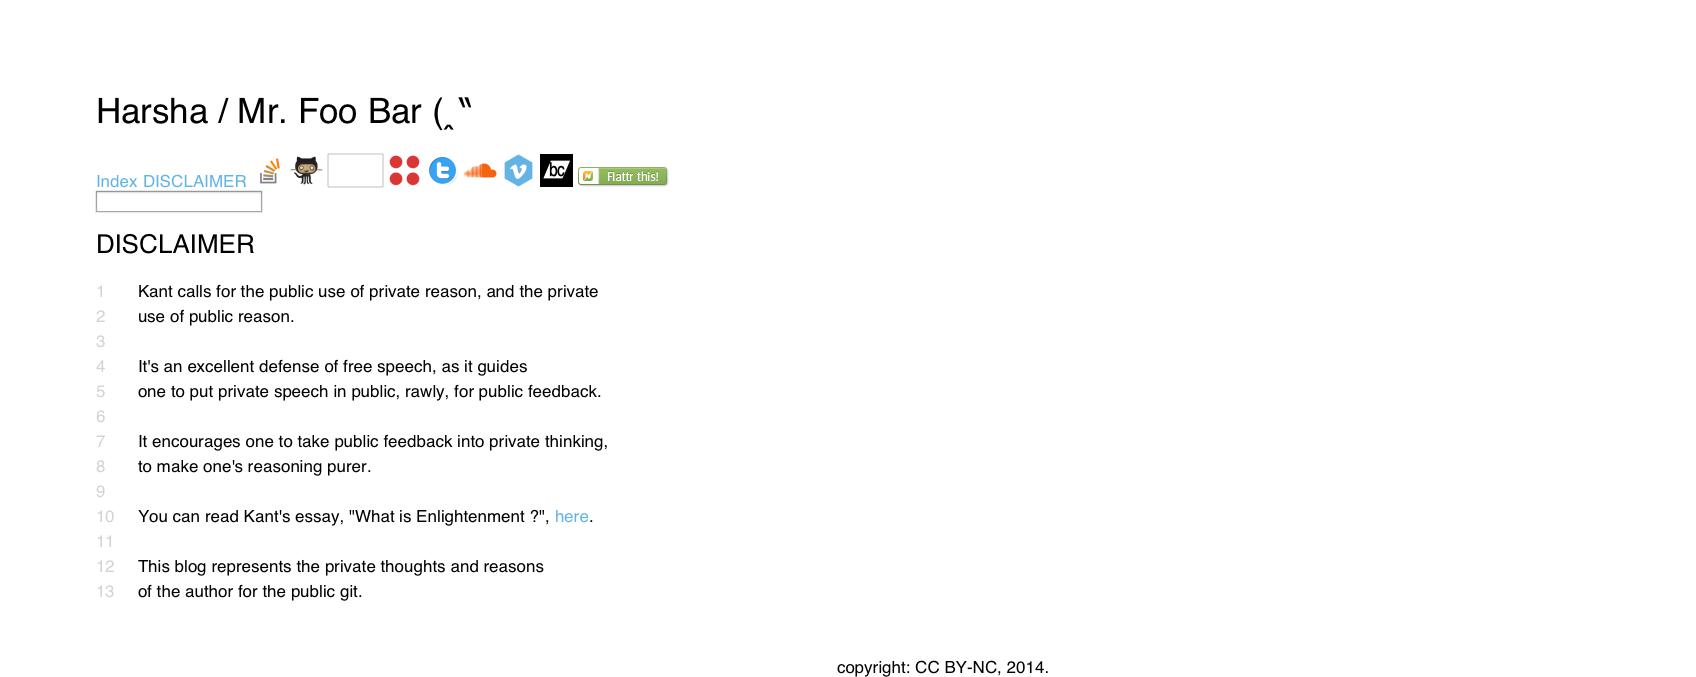 Harsha / Mr. Foo Bar (‸‟
Index DISCLAIMER bc Flattr this!
DISCLAIMER
1 Kant calls for the public use of private reason, and the private
2 use of public reason.
3
4 It's an excellent defense of free speech, as it guides
5 one to put private speech in public, rawly, for public feedback.
6
7 It encourages one to take public feedback into private thinking,
8 to make one's reasoning purer.
9
10 You can read Kant's essay, "What is Enlightenment ?", here.
11
12 This blog represents the private thoughts and reasons
13 of the author for the public git.
copyright: CC BY-NC, 2014.